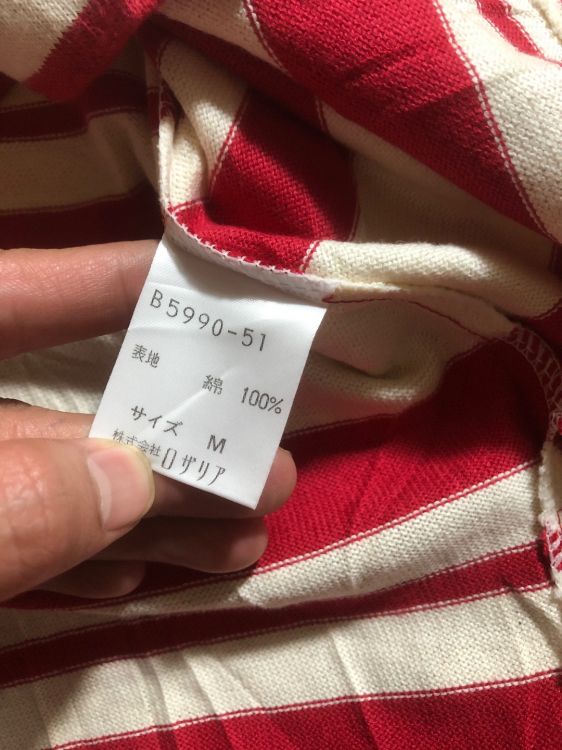 B5990-51
表地
綿 100%
サイズ M
株式会社ロザリア